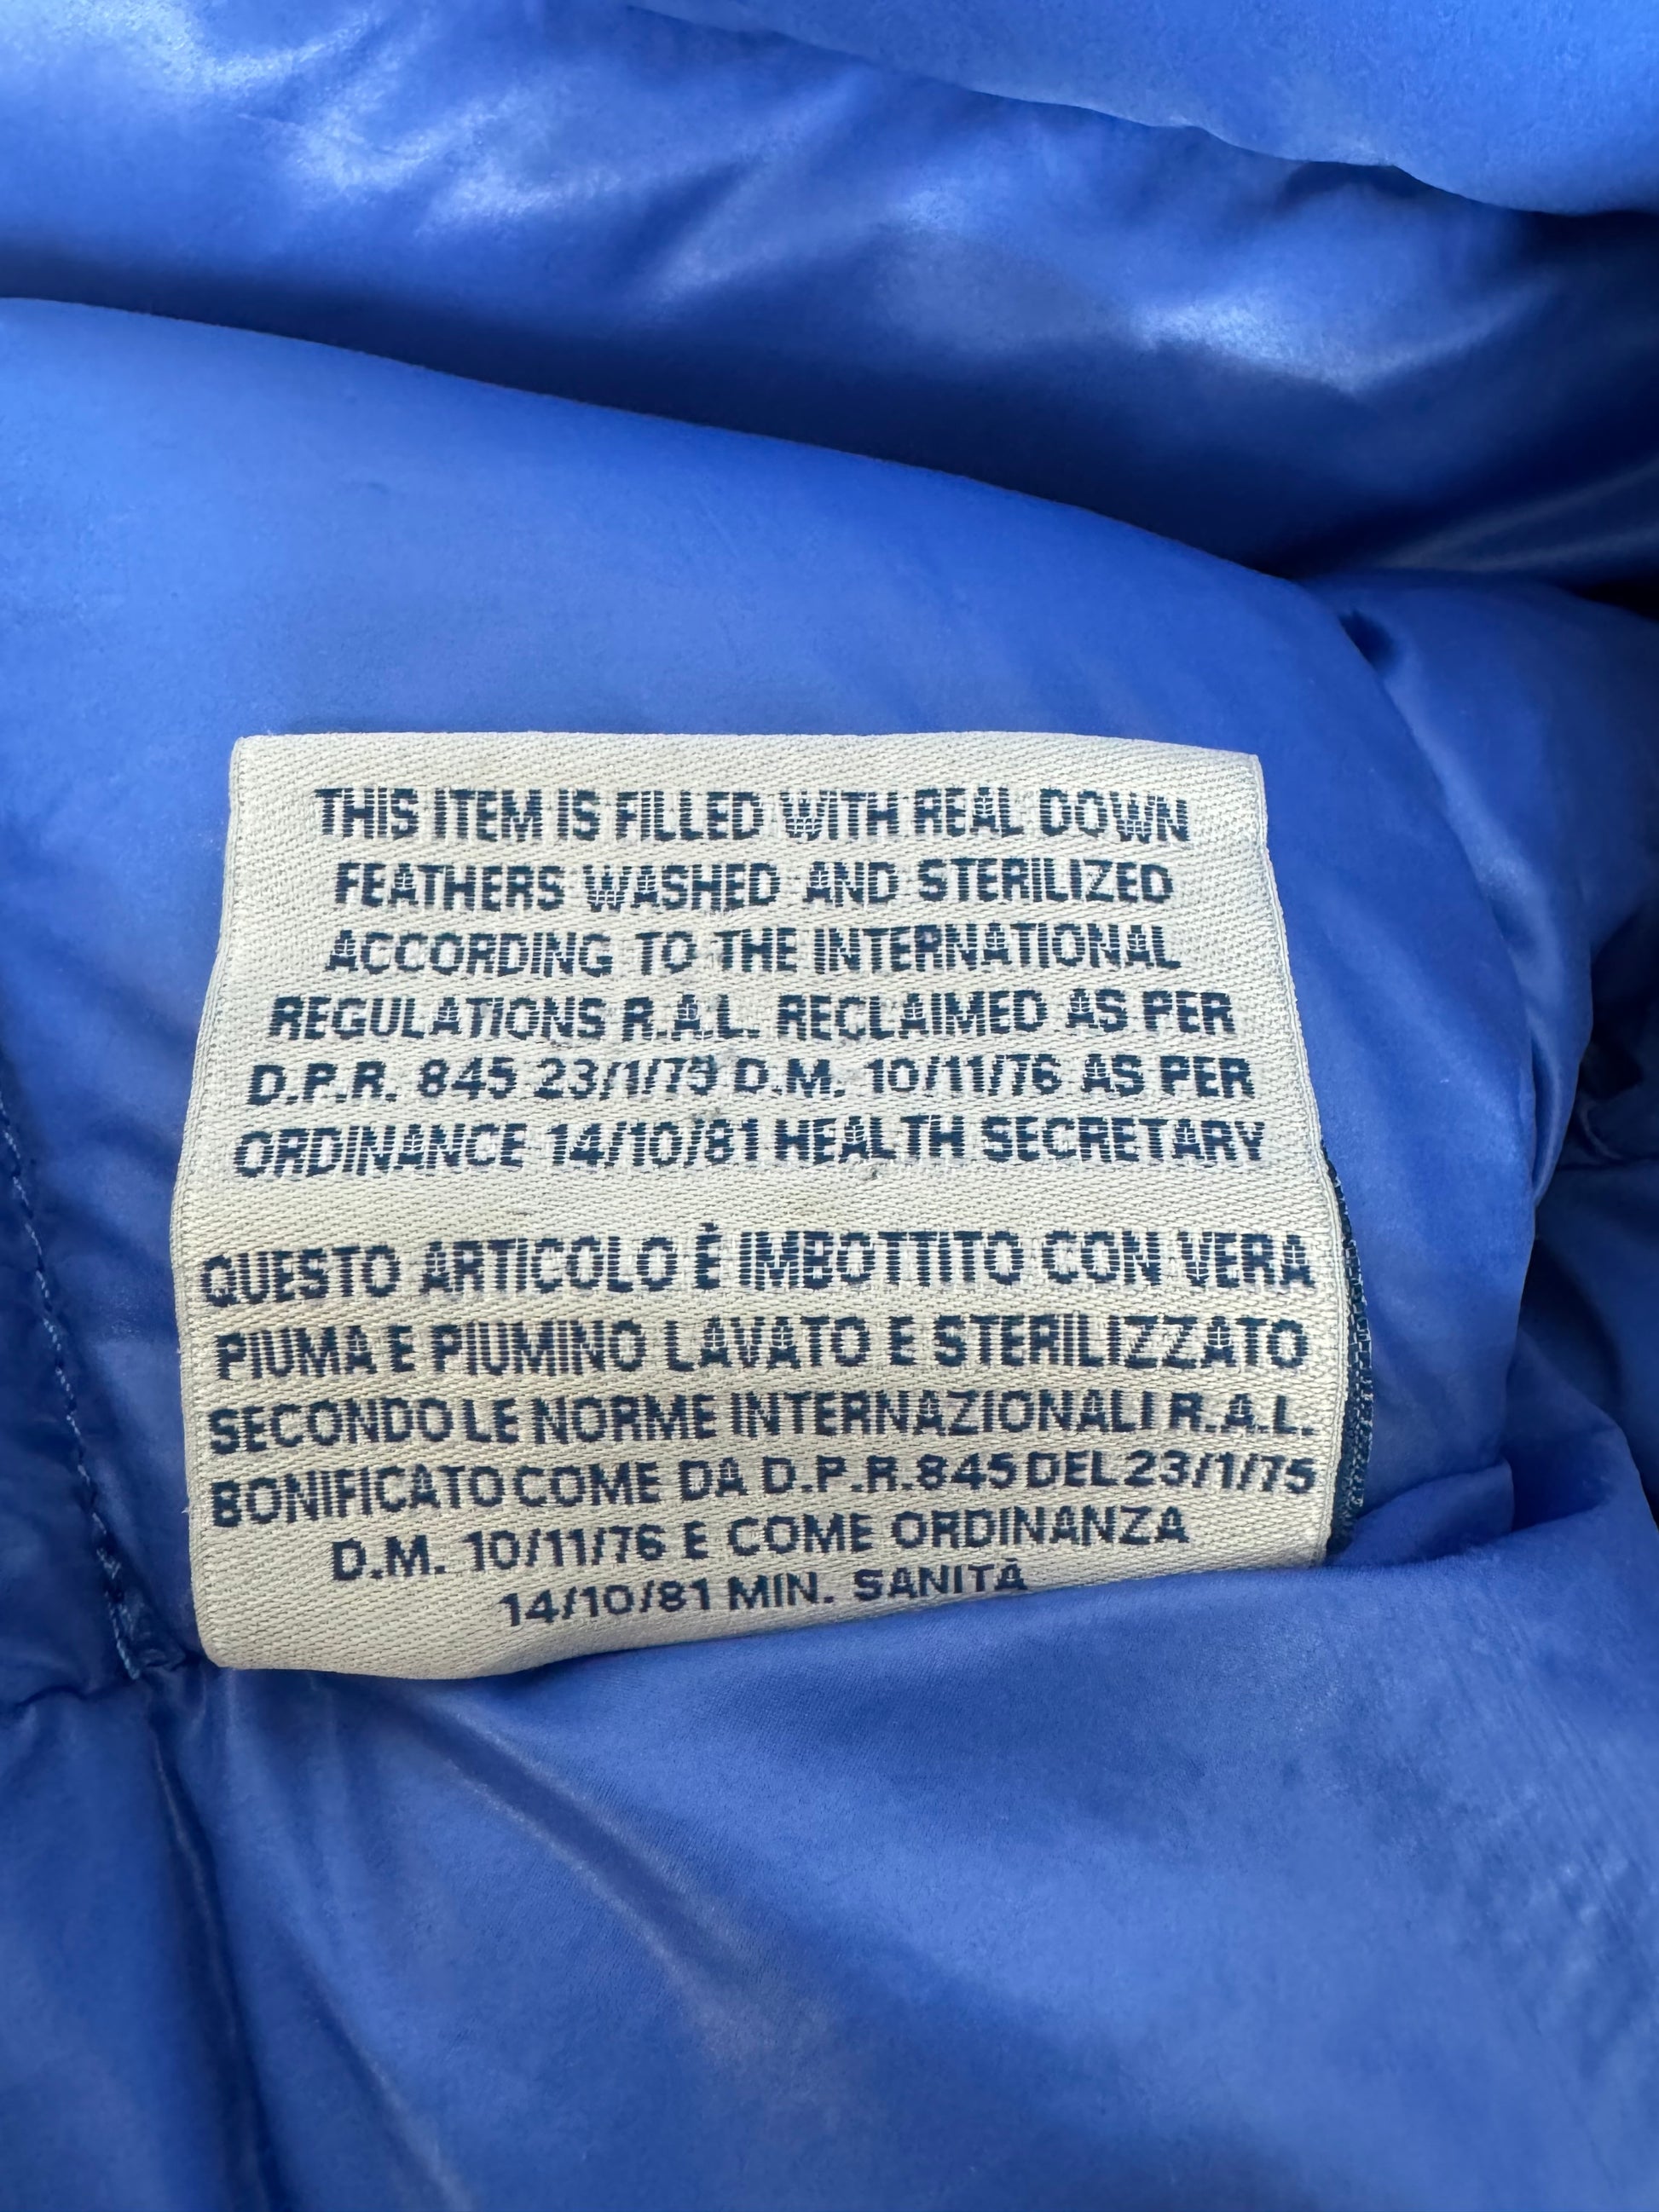 THIS ITEM IS FILLED WITH REAL DOWN
FEATHERS WASHED AND STERILIZED
ACCORDING TO THE INTERNATIONAL
REGULATIONS R.A.L. RECLAIMED AS PER
D.P.R. 845 23/1/75 D.M. 10/11/76 AS PER
ORDINANCE 14/10/81 HEALTH SECRETARY
QUESTO ARTICOLO È IMBOTTITO CON VERA
PIUMA E PIUMINO LAVATO E STERILIZZATO
SECONDO LE NORME INTERNAZIONALI R.A.L.
BONIFICATO COME DA D.P.R.845 DEL 23/1/75
D.M. 10/11/76 E COME ORDINANZA
14/10/81 MIN. SANITÀ